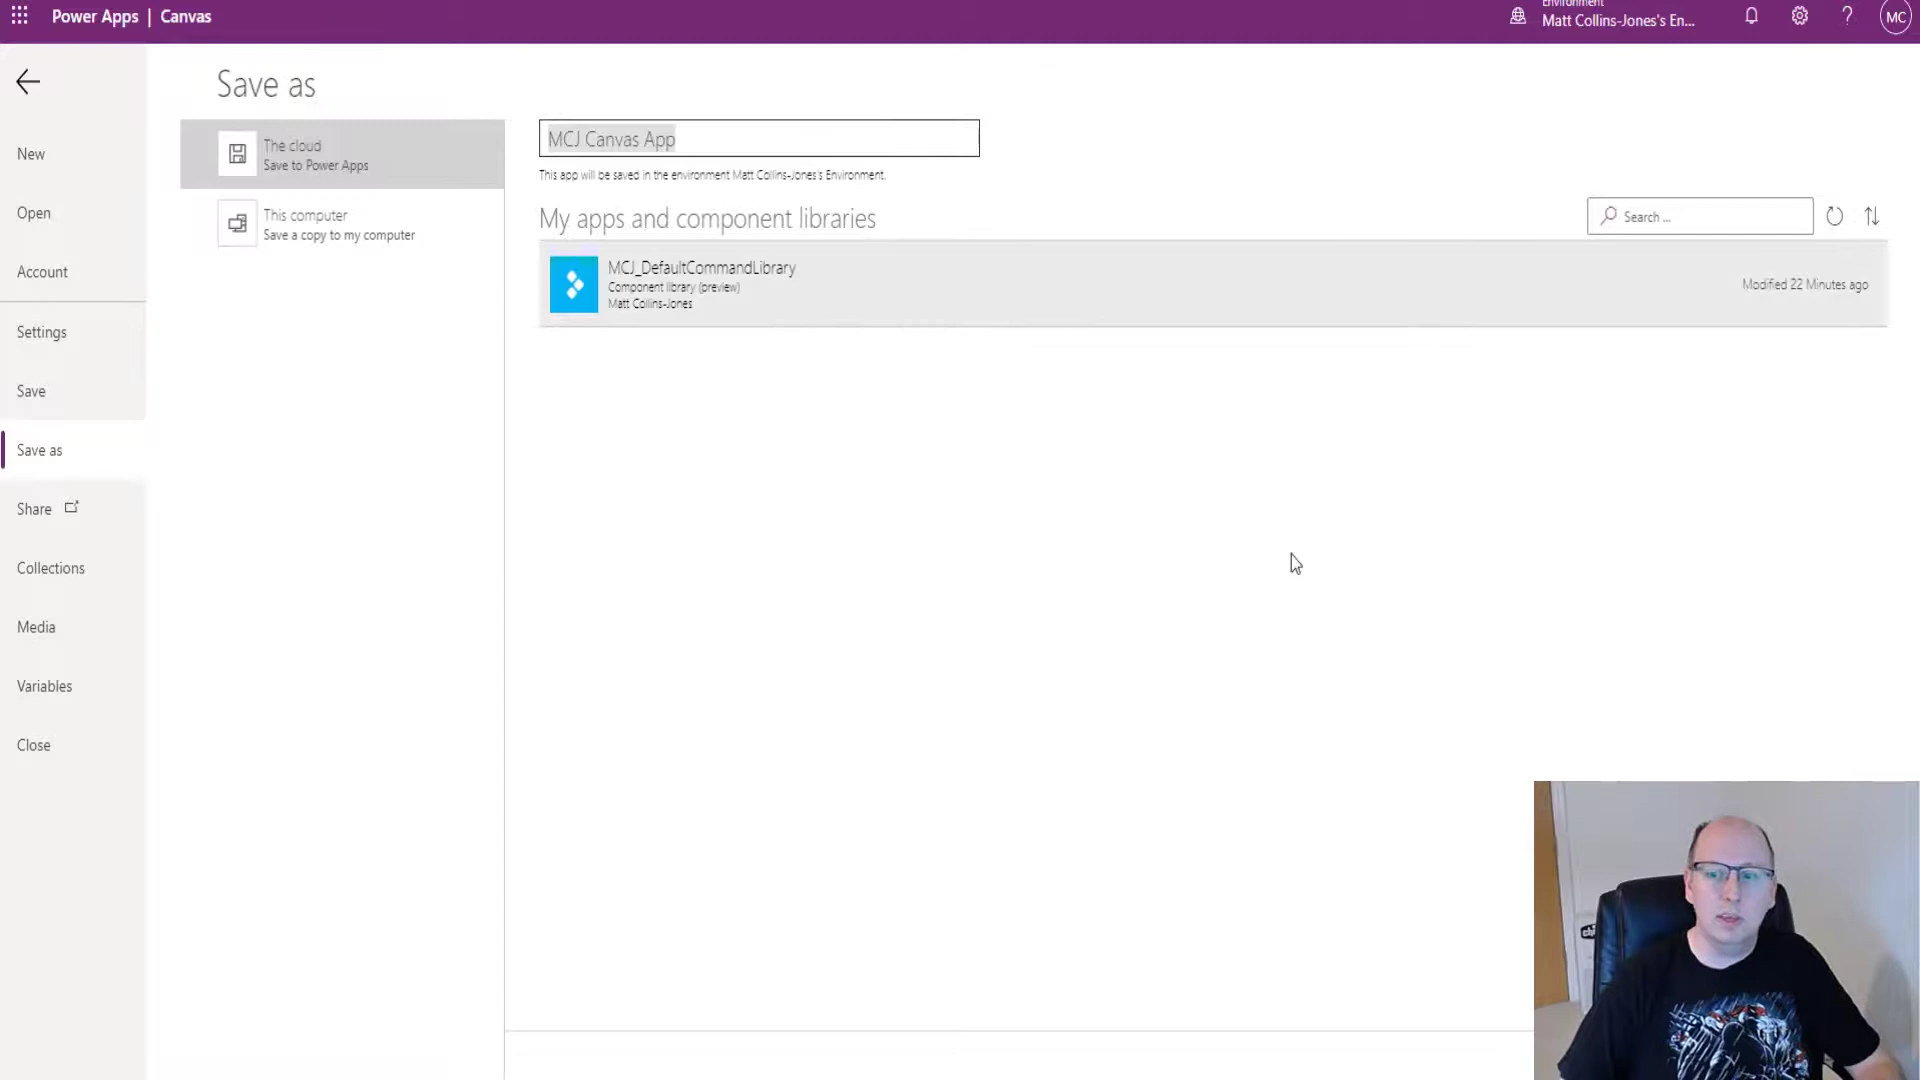 Power Apps | Canvas
Environment
Matt Collins-Jones's En...
MC
Save as
New
Open
Account
Settings
Save
Save as
Share
Collections
Media
Variables
Close
The cloud
Save to Power Apps
This computer
Save a copy to my computer
MCJ Canvas App
This app will be saved in the environment Matt Collins-Jones's Environment.
My apps and component libraries
Search ...
MCJ_DefaultCommandLibrary
Component library (preview)
Matt Collins-Jones
Modified 22 Minutes ago